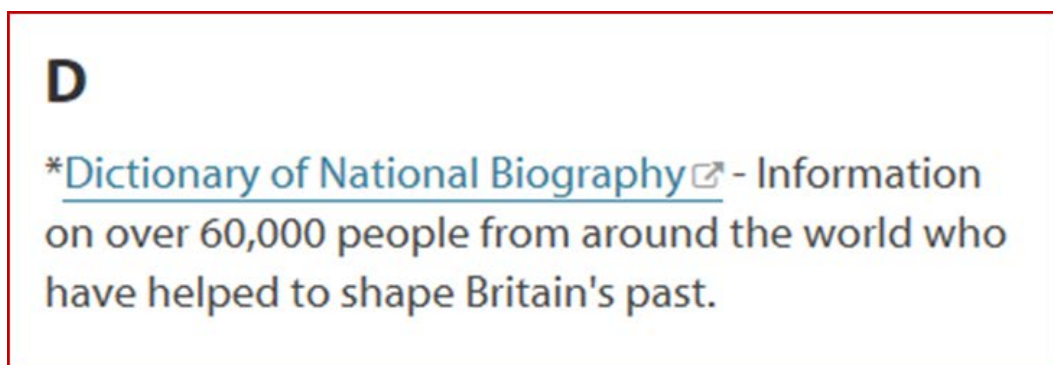 D
*Dictionary of National Biography - Information
on over 60,000 people from around the world who
have helped to shape Britain's past.